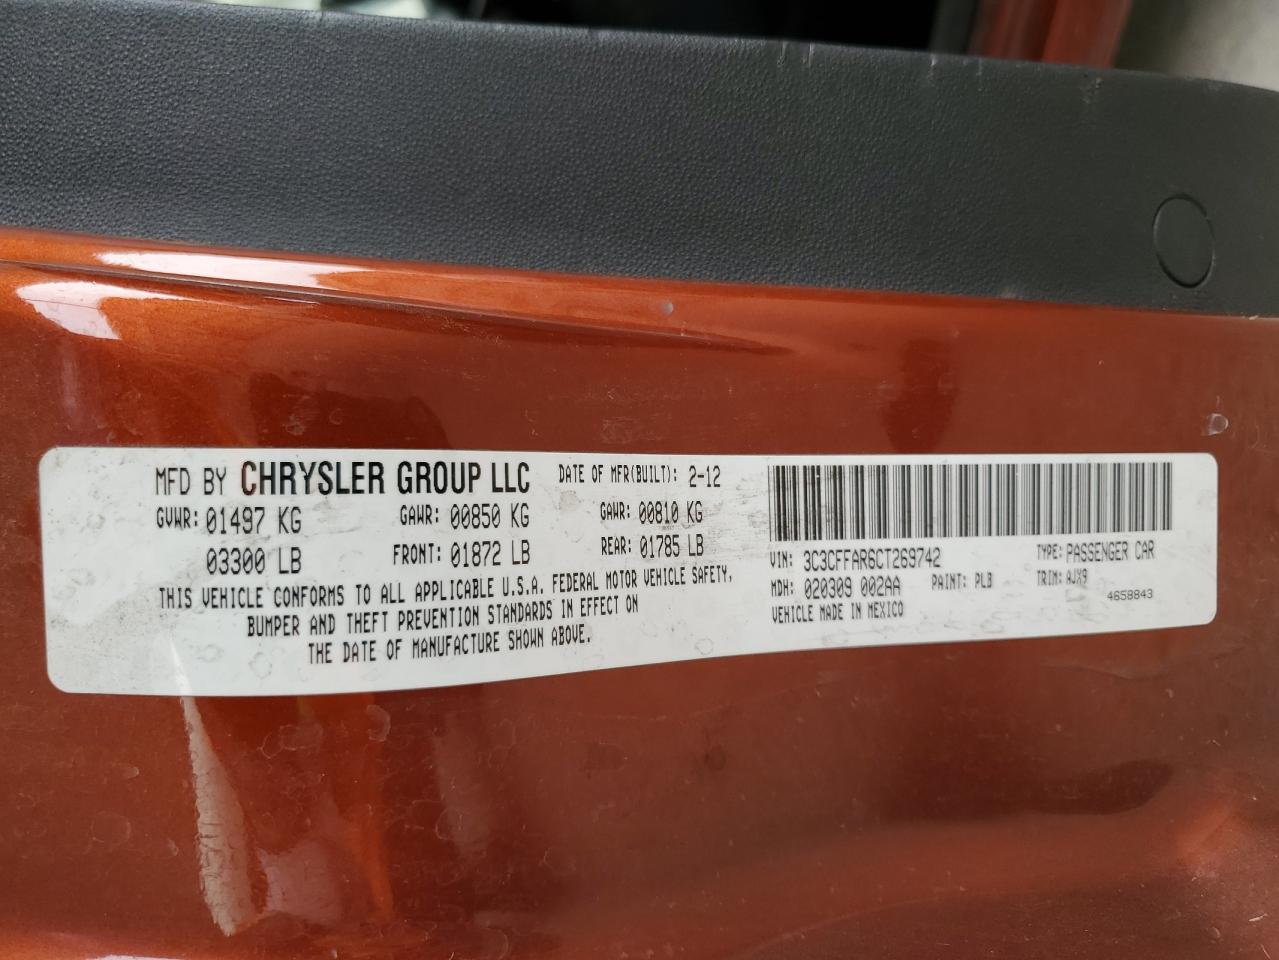 MFD BY CHRYSLER GROUP LLC DATE OF MFR(BUILT): 2-12
GVWR: 01497 KG GAWR: 00850 KG GAWR: 00810 KG
03300 LB FRONT: 01872 LB REAR: 01785 LB
THIS VEHICLE CONFORMS TO ALL APPLICABLE U.S.A. FEDERAL MOTOR VEHICLE SAFETY,
BUMPER AND THEFT PREVENTION STANDARDS IN EFFECT ON
THE DATE OF MANUFACTURE SHOWN ABOVE.
VIN: 3C3CFFAR6CT269742 TYPE: PASSENGER CAR
MDH: 020309 002AA PAINT: PLB TRIM: AJX9
VEHICLE MADE IN MEXICO 4658843